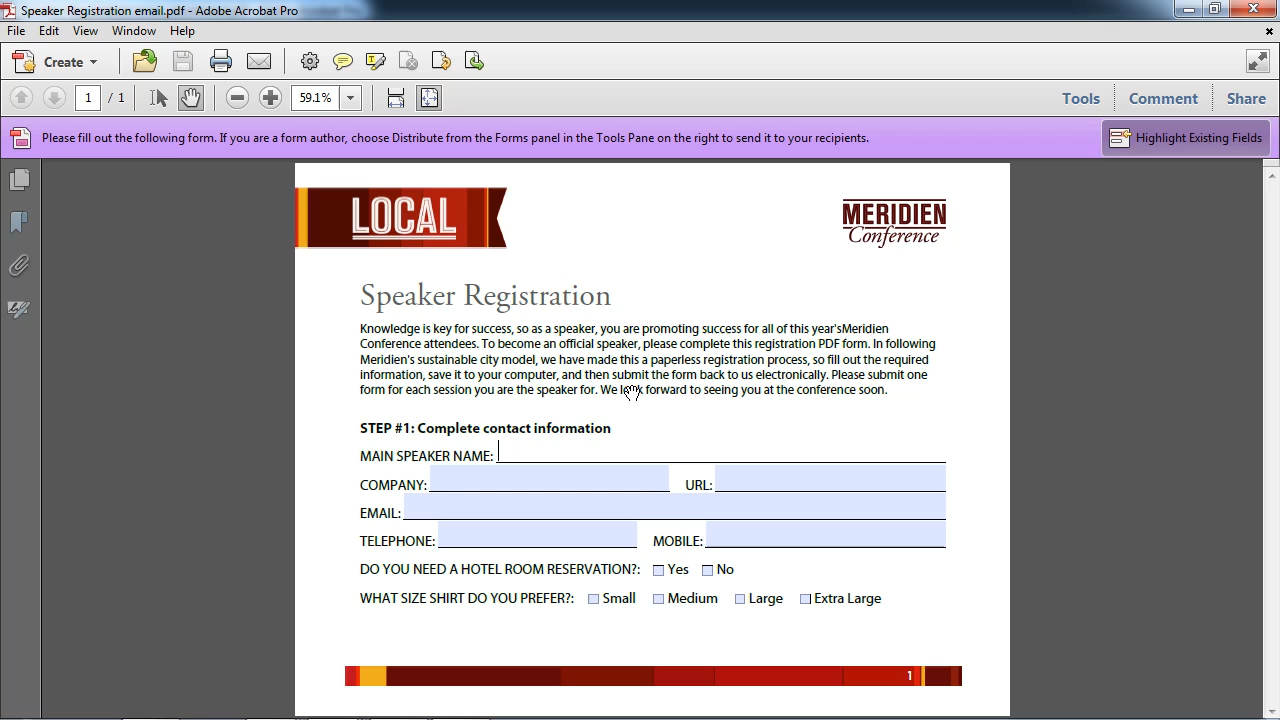 Speaker Registration email.pdf - Adobe Acrobat Pro
File Edit View Window Help
Create
1 / 1 59.1% Tools Comment Share
Please fill out the following form. If you are a form author, choose Distribute from the Forms panel in the Tools Pane on the right to send it to your recipients. Highlight Existing Fields
LOCAL
MERIDIEN
Conference
Speaker Registration
Knowledge is key for success, so as a speaker, you are promoting success for all of this year'sMeridien
Conference attendees. To become an official speaker, please complete this registration PDF form. In following
Meridien's sustainable city model, we have made this a paperless registration process, so fill out the required
information, save it to your computer, and then submit the form back to us electronically. Please submit one
form for each session you are the speaker for. We look forward to seeing you at the conference soon.
STEP #1: Complete contact information
MAIN SPEAKER NAME:
COMPANY: URL:
EMAIL:
TELEPHONE: MOBILE:
DO YOU NEED A HOTEL ROOM RESERVATION?: Yes No
WHAT SIZE SHIRT DO YOU PREFER?: Small Medium Large Extra Large
1